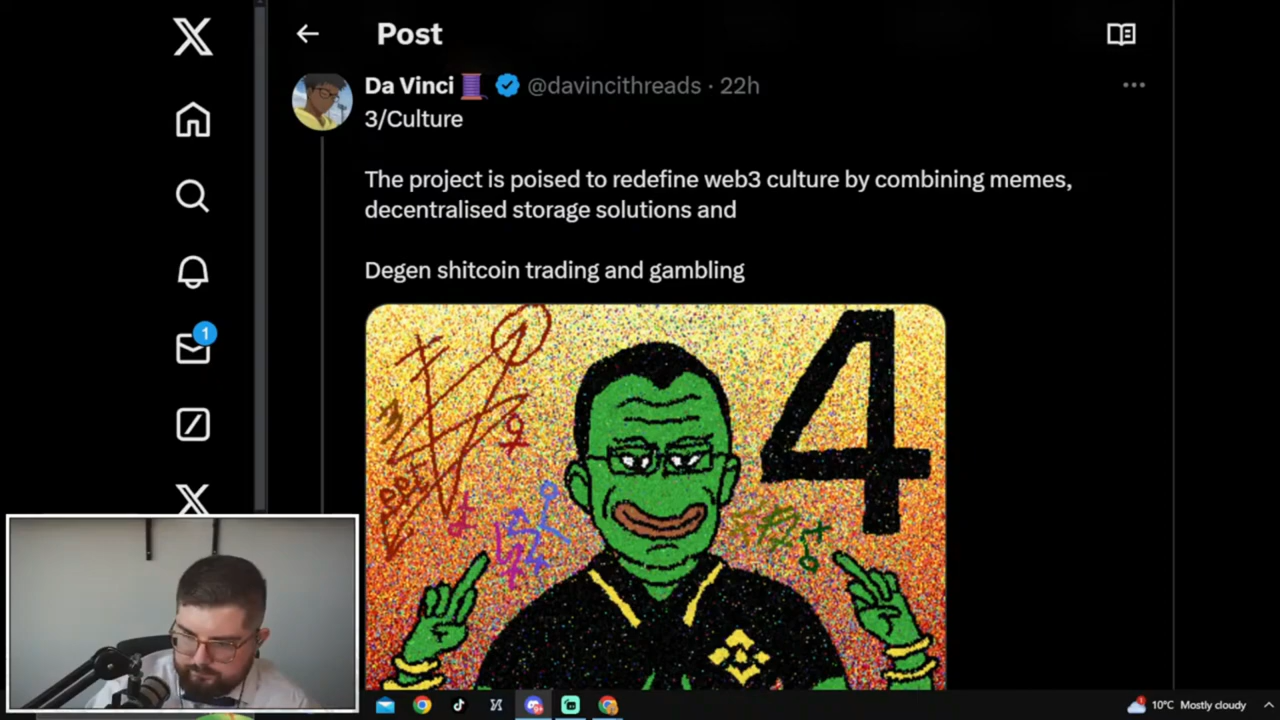 Post
Da Vinci @davincithreads · 22h
3/Culture
The project is poised to redefine web3 culture by combining memes,
decentralised storage solutions and
Degen shitcoin trading and gambling
4
1
10°C Mostly cloudy